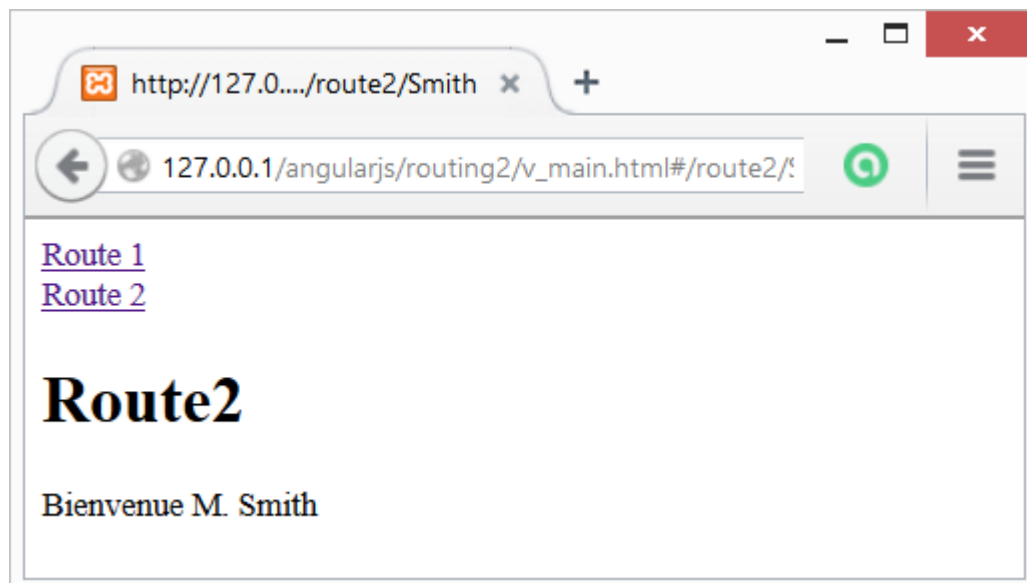 http://127.0..../route2/Smith
127.0.0.1/angularjs/routing2/v_main.html#/route2/
Route 1
Route 2
Route2
Bienvenue M. Smith